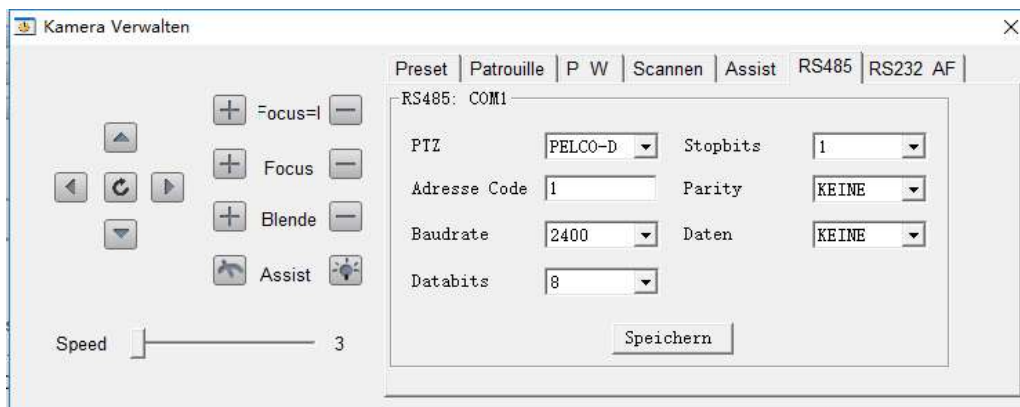 Kamera Verwalten
Preset Patrouille P W Scannen Assist RS485 RS232 AF
RS485: COM1
Focus
Blende
Assist
Speed 3
PTZ PELCO-D Stopbits 1
Adresse Code 1 Parity KEINE
Baudrate 2400 Daten KEINE
Databits 8
Speichern